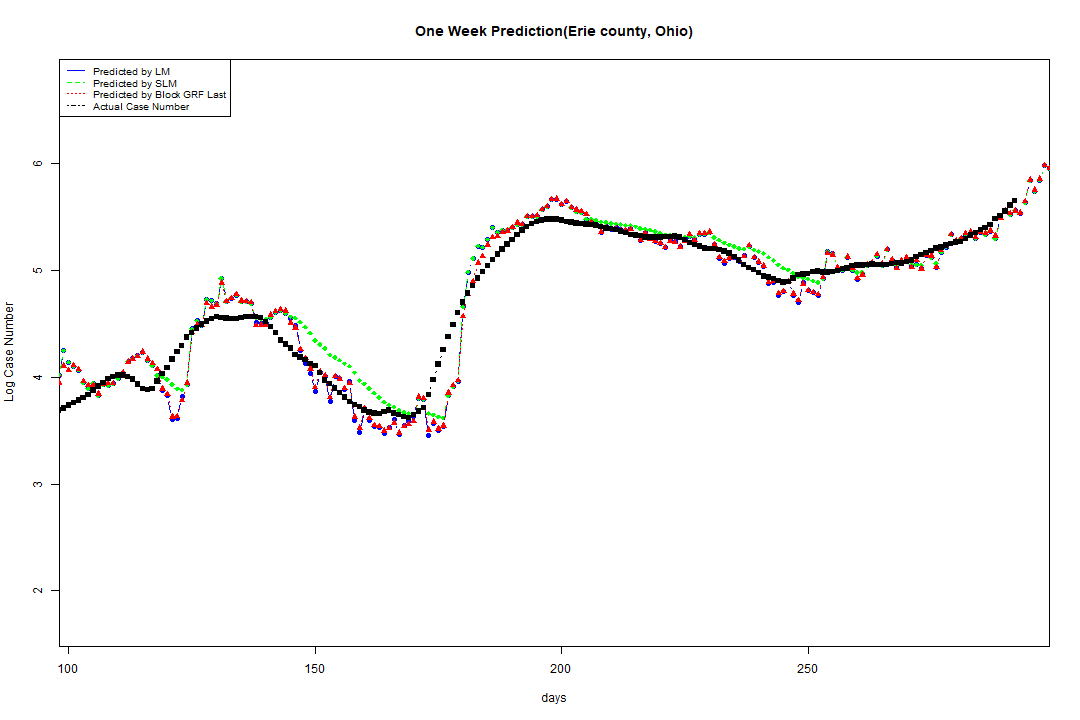 One Week Prediction(Erie county, Ohio)
Predicted by LM
Predicted by SLM
Predicted by Block GRF Last
Actual Case Number
6
5
4
3
2
Log Case Number
100 150 200 250
days